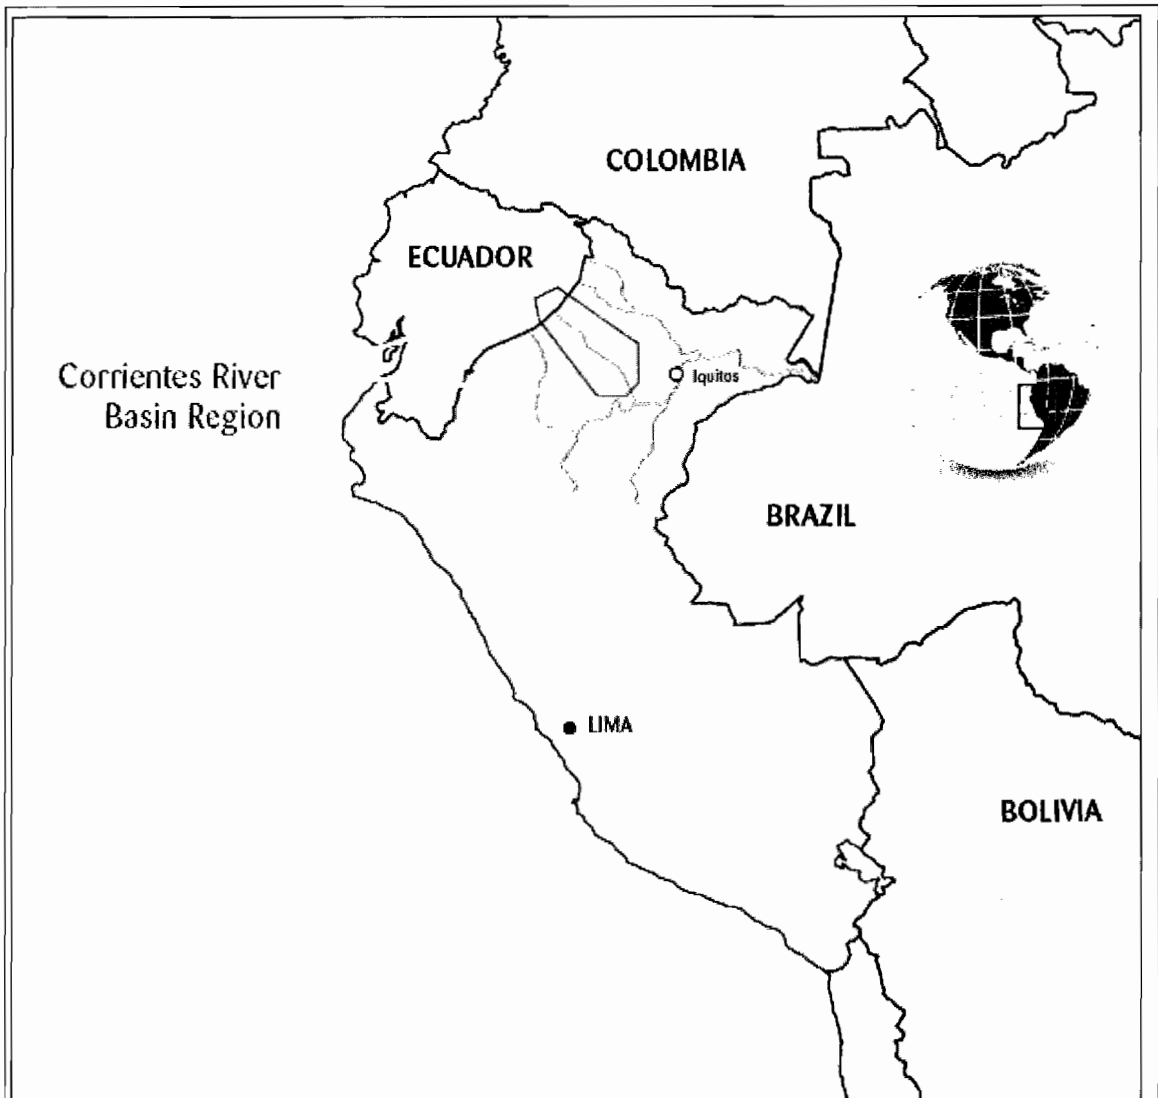 COLOMBIA
ECUADOR
Corrientes River
Basin Region
Iquitos
BRAZIL
LIMA
BOLIVIA